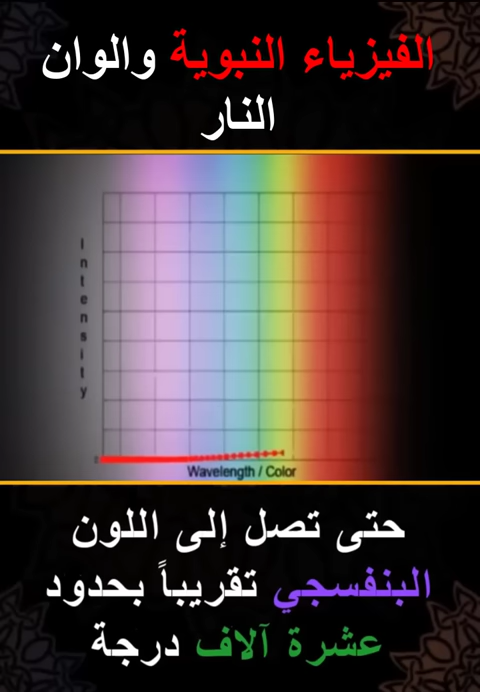 الفيزياء النبوية والوان
النار
Intensity
Wavelength / Color
حتى تصل إلى اللون
البنفسجي تقريباً بحدود
عشرة آلاف درجة